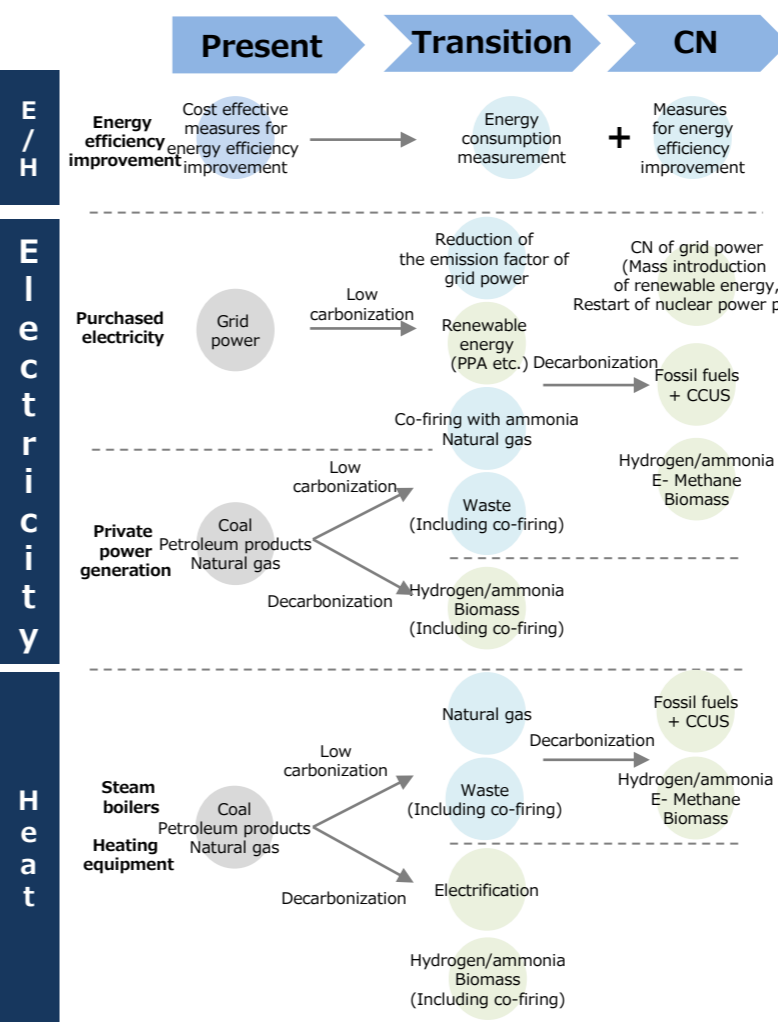 Present
Transition
CN
E/H
Energy
efficiency
improvement
Cost effective
measures for
energy efficiency
improvement
Energy
consumption
measurement
+
Measures
for energy
efficiency
improvement
Electricity
Purchased
electricity
Grid
power
Low
carbonization
Reduction of
the emission factor of
grid power
Renewable
energy
(PPA etc.)
Co-firing with ammonia
Natural gas
Decarbonization
CN of grid power
(Mass introduction
of renewable energy,
Restart of nuclear power p
Fossil fuels
+ CCUS
Hydrogen/ammonia
E- Methane
Biomass
Private
power
generation
Coal
Petroleum products
Natural gas
Low
carbonization
Decarbonization
Waste
(Including co-firing)
Hydrogen/ammonia
Biomass
(Including co-firing)
Heat
Steam
boilers
Heating
equipment
Coal
Petroleum products
Natural gas
Low
carbonization
Decarbonization
Natural gas
Waste
(Including co-firing)
Decarbonization
Fossil fuels
+ CCUS
Hydrogen/ammonia
E- Methane
Biomass
Electrification
Hydrogen/ammonia
Biomass
(Including co-firing)